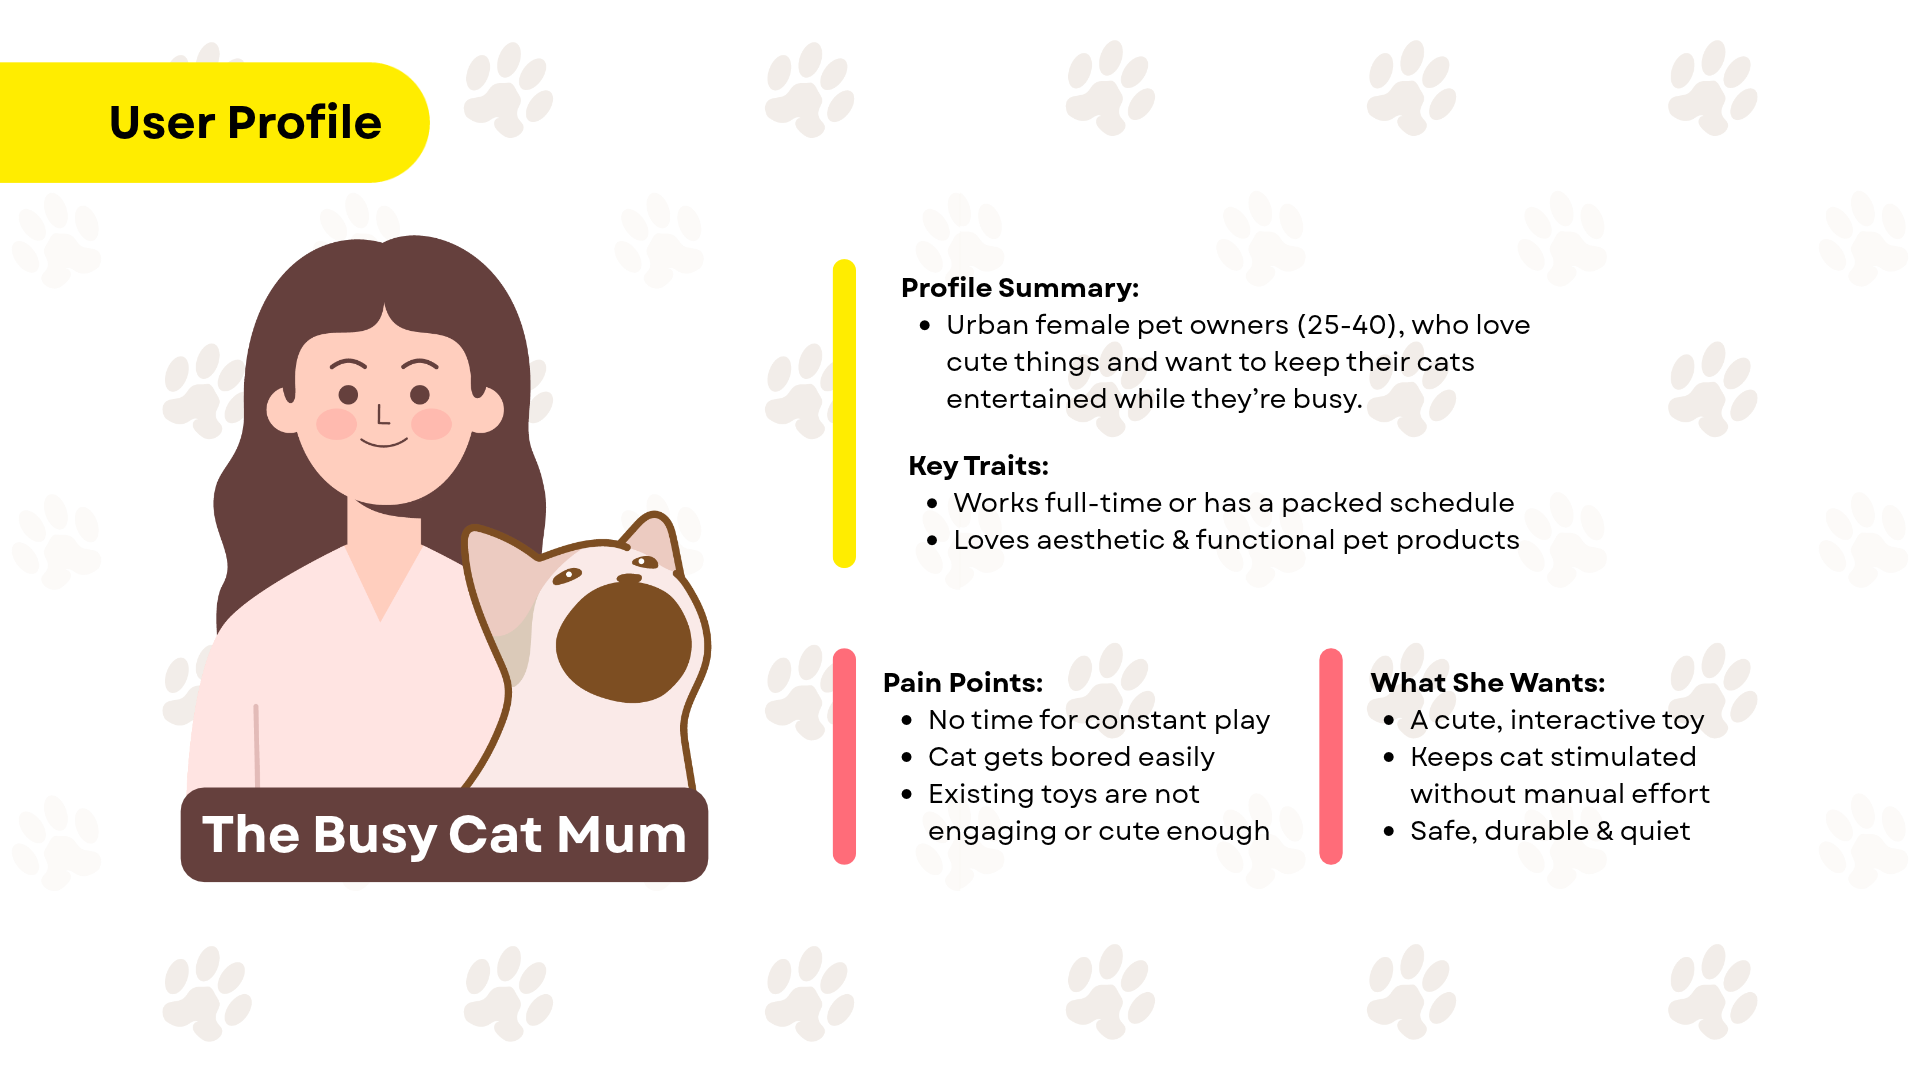 User Profile
Profile Summary:
• Urban female pet owners (25-40), who love
cute things and want to keep their cats
entertained while they’re busy.
Key Traits:
• Works full-time or has a packed schedule
• Loves aesthetic & functional pet products
Pain Points:
• No time for constant play
• Cat gets bored easily
• Existing toys are not
engaging or cute enough
What She Wants:
• A cute, interactive toy
• Keeps cat stimulated
without manual effort
• Safe, durable & quiet
The Busy Cat Mum